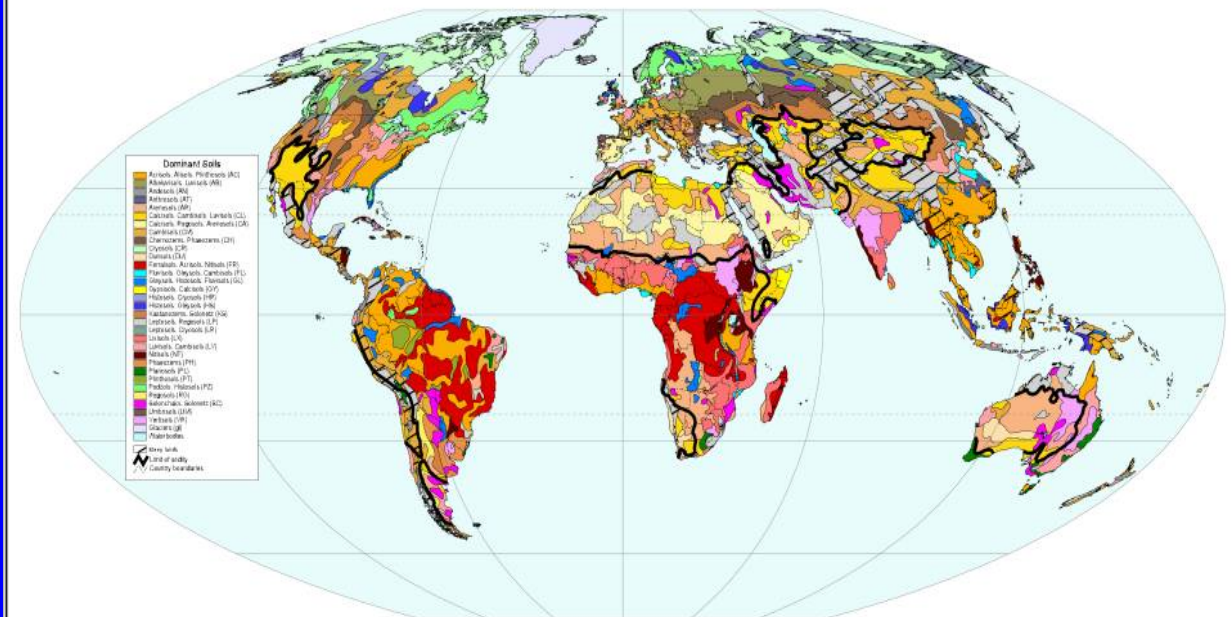 Dominant Soils
Acrisols, Alisols, Plinthosols (AC)
Albeluvisols, Luvisols (AB)
Andosols (AN)
Anthrosols (AT)
Arenosols (AR)
Calcisols, Cambisols, Luvisols (CL)
Calcisols, Regosols, Arenosols (CA)
Cambisols (CM)
Chernozems, Phaeozems (CH)
Cryosols (CR)
Durisols (DU)
Ferralsols, Acrisols, Nitisols (FR)
Fluvisols, Gleysols, Cambisols (FL)
Gleysols, Histosols, Fluvisols (GL)
Gypsisols, Calcisols (GY)
Histosols, Cryosols (HR)
Histosols, Gleysols (HS)
Kastanozems, Solonetz (KS)
Leptosols, Regosols (LP)
Leptosols, Cryosols (LR)
Lixisols (LX)
Luvisols, Cambisols (LV)
Nitisols (NT)
Phaeozems (PH)
Planosols (PL)
Plinthosols (PT)
Podzols, Histosols (PZ)
Regosols (RG)
Solonchaks, Solonetz (SC)
Umbrisols (UM)
Vertisols (VR)
Glaciers (gl)
Waterbodies
Steep lands
Limit of aridity
Country boundaries